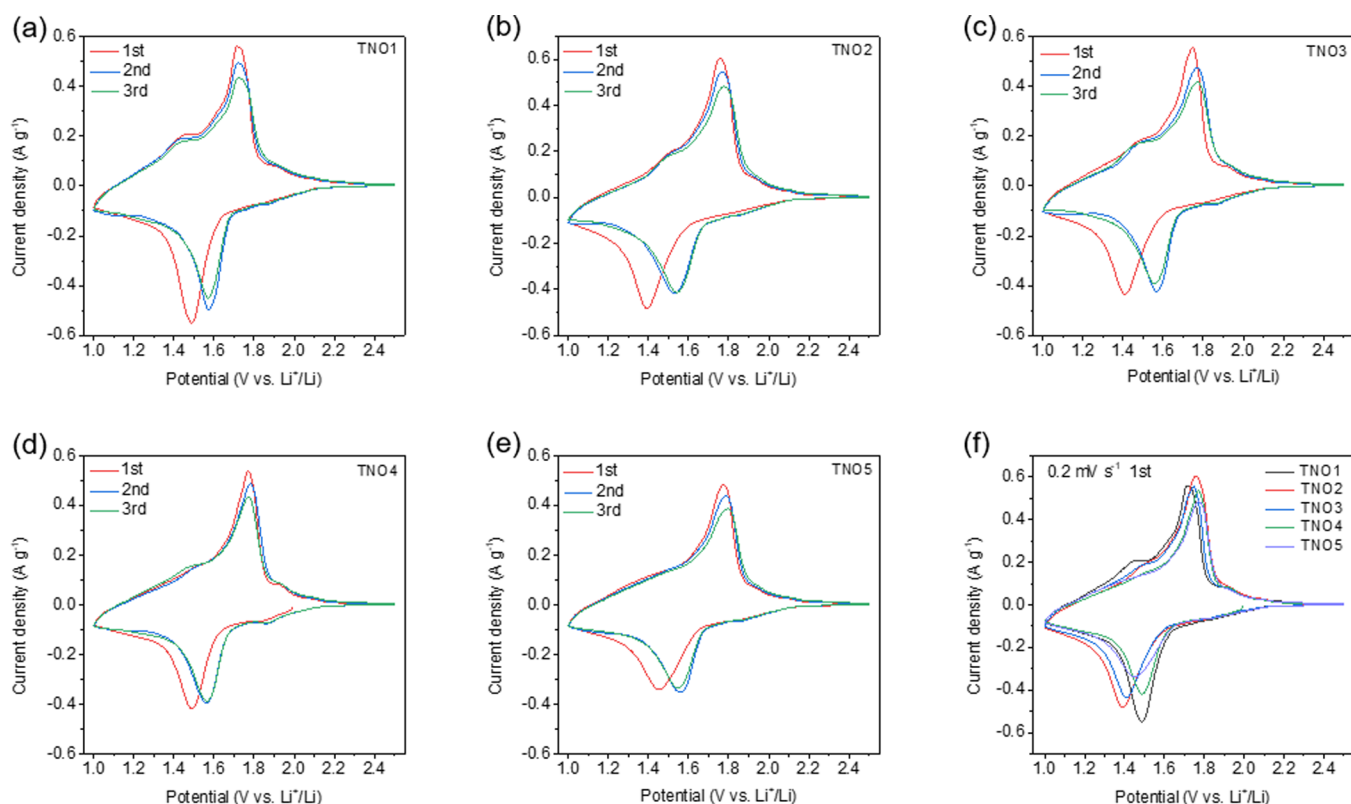 (a)
TNO1
1st
2nd
3rd
Current density (A g⁻¹)
0.6
0.4
0.2
0.0
-0.2
-0.4
-0.6
1.0 1.2 1.4 1.6 1.8 2.0 2.2 2.4
Potential (V vs. Li⁺/Li)
(b)
TNO2
1st
2nd
3rd
Current density (A g⁻¹)
0.6
0.4
0.2
0.0
-0.2
-0.4
-0.6
1.0 1.2 1.4 1.6 1.8 2.0 2.2 2.4
Potential (V vs. Li⁺/Li)
(c)
TNO3
1st
2nd
3rd
Current density (A g⁻¹)
0.6
0.4
0.2
0.0
-0.2
-0.4
-0.6
1.0 1.2 1.4 1.6 1.8 2.0 2.2 2.4
Potential (V vs. Li⁺/Li)
(d)
TNO4
1st
2nd
3rd
Current density (A g⁻¹)
0.6
0.4
0.2
0.0
-0.2
-0.4
-0.6
1.0 1.2 1.4 1.6 1.8 2.0 2.2 2.4
Potential (V vs. Li⁺/Li)
(e)
TNO5
1st
2nd
3rd
Current density (A g⁻¹)
0.6
0.4
0.2
0.0
-0.2
-0.4
-0.6
1.0 1.2 1.4 1.6 1.8 2.0 2.2 2.4
Potential (V vs. Li⁺/Li)
(f)
0.2 mV s⁻¹ 1st
TNO1
TNO2
TNO3
TNO4
TNO5
Current density (A g⁻¹)
0.6
0.4
0.2
0.0
-0.2
-0.4
-0.6
1.0 1.2 1.4 1.6 1.8 2.0 2.2 2.4
Potential (V vs. Li⁺/Li)